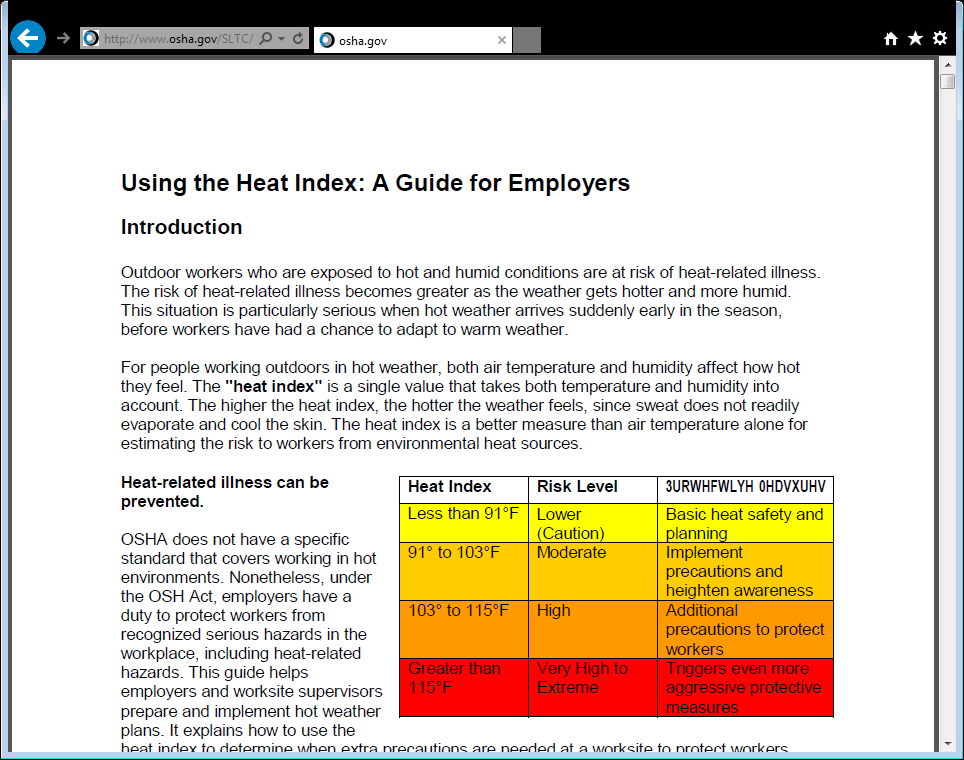 http://www.osha.gov/SLTC/
osha.gov
Using the Heat Index: A Guide for Employers
Introduction
Outdoor workers who are exposed to hot and humid conditions are at risk of heat-related illness.
The risk of heat-related illness becomes greater as the weather gets hotter and more humid.
This situation is particularly serious when hot weather arrives suddenly early in the season,
before workers have had a chance to adapt to warm weather.
For people working outdoors in hot weather, both air temperature and humidity affect how hot
they feel. The "heat index" is a single value that takes both temperature and humidity into
account. The higher the heat index, the hotter the weather feels, since sweat does not readily
evaporate and cool the skin. The heat index is a better measure than air temperature alone for
estimating the risk to workers from environmental heat sources.
Heat-related illness can be
prevented.
OSHA does not have a specific
standard that covers working in hot
environments. Nonetheless, under
the OSH Act, employers have a
duty to protect workers from
recognized serious hazards in the
workplace, including heat-related
hazards. This guide helps
employers and worksite supervisors
prepare and implement hot weather
plans. It explains how to use the
heat index to determine when extra precautions are needed at a worksite to protect workers
Heat Index Risk Level 3URWHFWLYH 0HDVXUHV
Less than 91°F Lower Basic heat safety and
(Caution) planning
91° to 103°F Moderate Implement
precautions and
heighten awareness
103° to 115°F High Additional
precautions to protect
workers
Greater than Very High to Triggers even more
115°F Extreme aggressive protective
measures